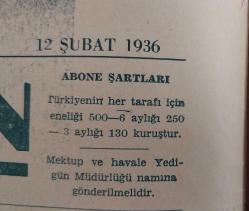 12 ŞUBAT 1936
ABONE ŞARTLARI
Türkiyenin her tarafı için
eneliği 500—6 aylığı 250
— 3 aylığı 130 kuruştur.
Mektup ve havale Yedi-
gün Müdürlüğü namına
gönderilmelidir.